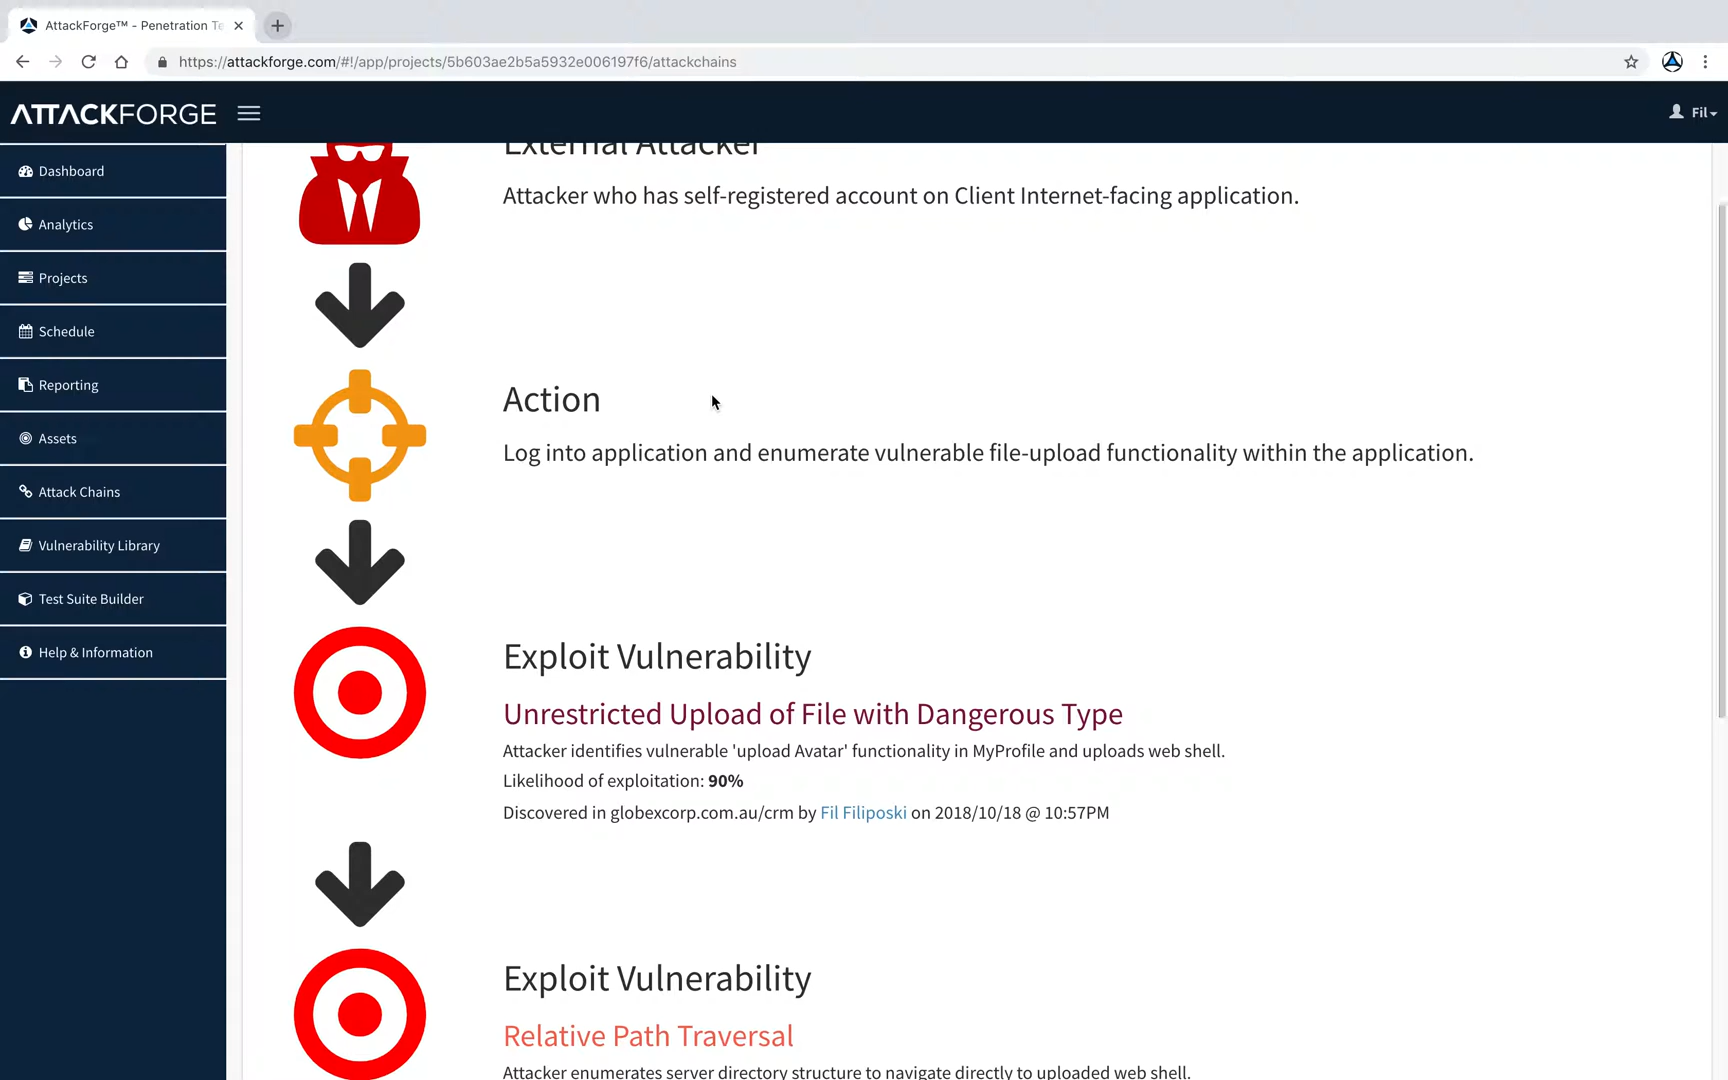 AttackForge™ - Penetration Te
https://attackforge.com/#!/app/projects/5b603ae2b5a5932e006197f6/attackchains
ATTACKFORGE
Fil
Dashboard
Analytics
Projects
Schedule
Reporting
Assets
Attack Chains
Vulnerability Library
Test Suite Builder
Help & Information
External Attacker
Attacker who has self-registered account on Client Internet-facing application.
Action
Log into application and enumerate vulnerable file-upload functionality within the application.
Exploit Vulnerability
Unrestricted Upload of File with Dangerous Type
Attacker identifies vulnerable 'upload Avatar' functionality in MyProfile and uploads web shell.
Likelihood of exploitation: 90%
Discovered in globexcorp.com.au/crm by Fil Filiposki on 2018/10/18 @ 10:57PM
Exploit Vulnerability
Relative Path Traversal
Attacker enumerates server directory structure to navigate directly to uploaded web shell.